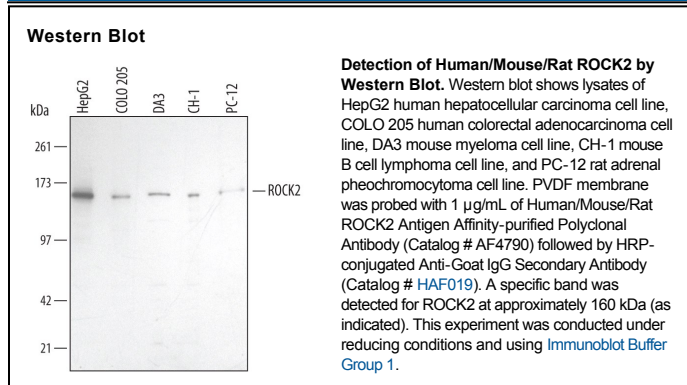 Western Blot
kDa
HepG2
COLO 205
DA3
CH-1
PC-12
261
173
97
42
21
ROCK2
Detection of Human/Mouse/Rat ROCK2 by
Western Blot. Western blot shows lysates of
HepG2 human hepatocellular carcinoma cell line,
COLO 205 human colorectal adenocarcinoma cell
line, DA3 mouse myeloma cell line, CH-1 mouse
B cell lymphoma cell line, and PC-12 rat adrenal
pheochromocytoma cell line. PVDF membrane
was probed with 1 µg/mL of Human/Mouse/Rat
ROCK2 Antigen Affinity-purified Polyclonal
Antibody (Catalog # AF4790) followed by HRP-
conjugated Anti-Goat IgG Secondary Antibody
(Catalog # HAF019). A specific band was
detected for ROCK2 at approximately 160 kDa (as
indicated). This experiment was conducted under
reducing conditions and using Immunoblot Buffer
Group 1.